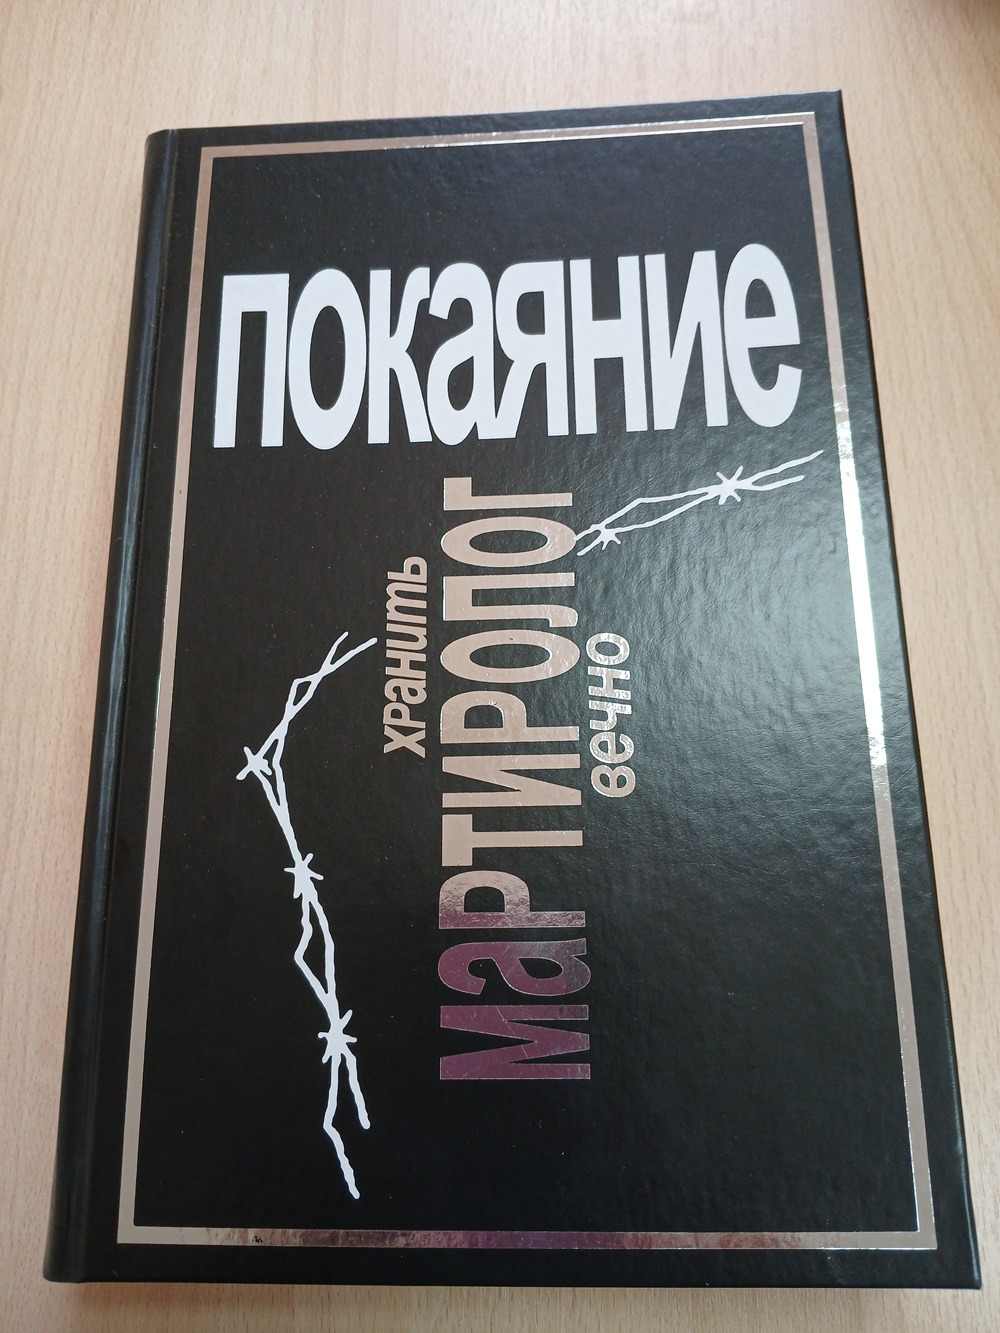 покаяние
хранить
мартиролог
вечно